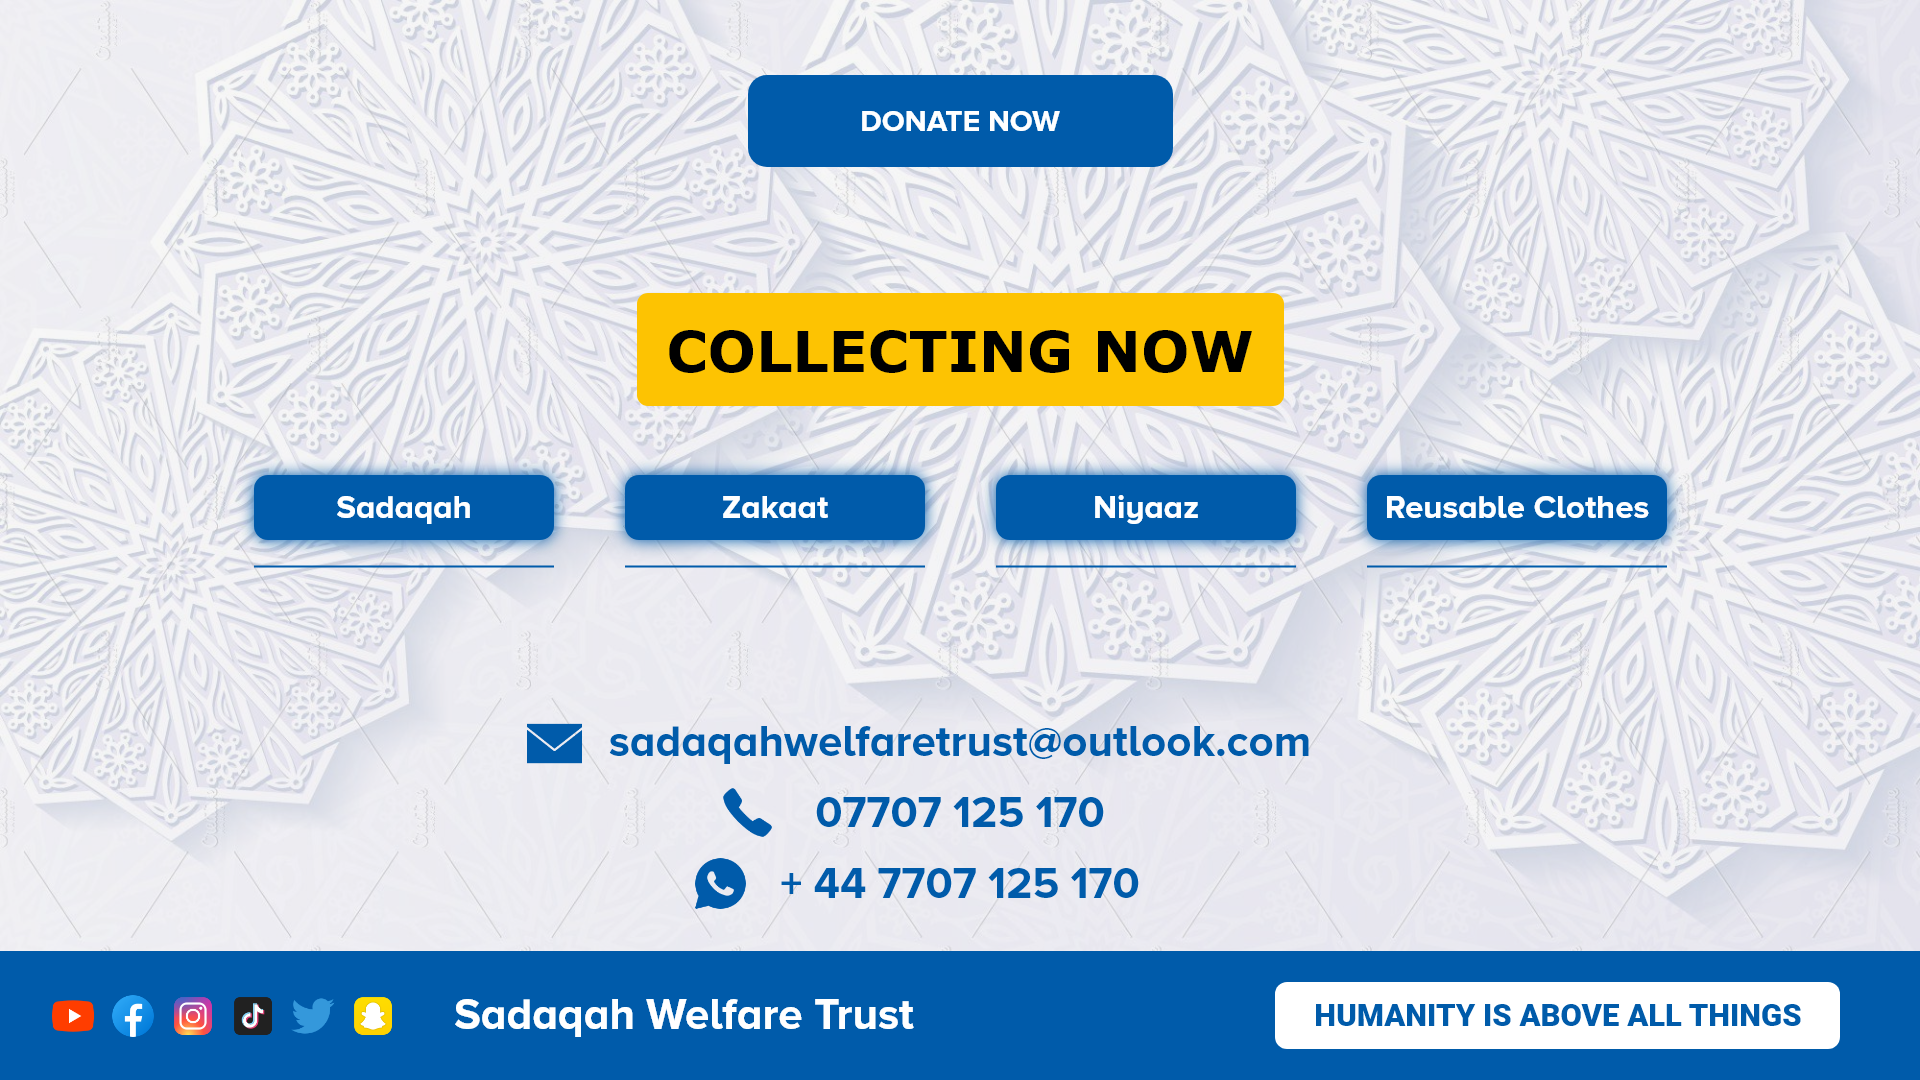 DONATE NOW
COLLECTING NOW
Sadaqah
Zakaat
Niyaaz
Reusable Clothes
sadaqahwelfaretrust@outlook.com
07707 125 170
+ 44 7707 125 170
Sadaqah Welfare Trust
HUMANITY IS ABOVE ALL THINGS